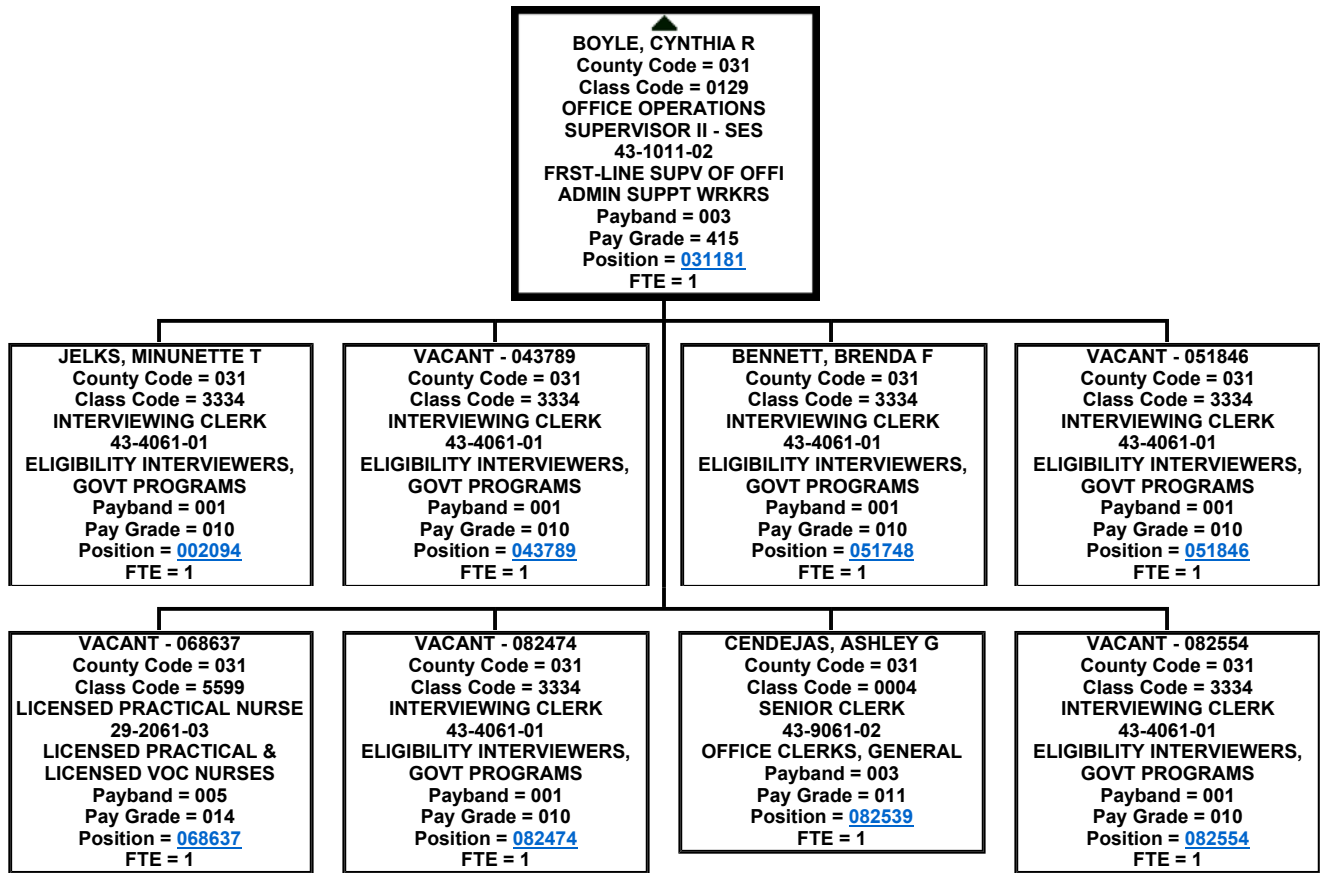 BOYLE, CYNTHIA R
County Code = 031
Class Code = 0129
OFFICE OPERATIONS
SUPERVISOR II - SES
43-1011-02
FRST-LINE SUPV OF OFFI
ADMIN SUPPT WRKRS
Payband = 003
Pay Grade = 415
Position = 031181
FTE = 1
JELKS, MINUNETTE T
County Code = 031
Class Code = 3334
INTERVIEWING CLERK
43-4061-01
ELIGIBILITY INTERVIEWERS,
GOVT PROGRAMS
Payband = 001
Pay Grade = 010
Position = 002094
FTE = 1
VACANT - 043789
County Code = 031
Class Code = 3334
INTERVIEWING CLERK
43-4061-01
ELIGIBILITY INTERVIEWERS,
GOVT PROGRAMS
Payband = 001
Pay Grade = 010
Position = 043789
FTE = 1
BENNETT, BRENDA F
County Code = 031
Class Code = 3334
INTERVIEWING CLERK
43-4061-01
ELIGIBILITY INTERVIEWERS,
GOVT PROGRAMS
Payband = 001
Pay Grade = 010
Position = 051748
FTE = 1
VACANT - 051846
County Code = 031
Class Code = 3334
INTERVIEWING CLERK
43-4061-01
ELIGIBILITY INTERVIEWERS,
GOVT PROGRAMS
Payband = 001
Pay Grade = 010
Position = 051846
FTE = 1
VACANT - 068637
County Code = 031
Class Code = 5599
LICENSED PRACTICAL NURSE
29-2061-03
LICENSED PRACTICAL &
LICENSED VOC NURSES
Payband = 005
Pay Grade = 014
Position = 068637
FTE = 1
VACANT - 082474
County Code = 031
Class Code = 3334
INTERVIEWING CLERK
43-4061-01
ELIGIBILITY INTERVIEWERS,
GOVT PROGRAMS
Payband = 001
Pay Grade = 010
Position = 082474
FTE = 1
CENDEJAS, ASHLEY G
County Code = 031
Class Code = 0004
SENIOR CLERK
43-9061-02
OFFICE CLERKS, GENERAL
Payband = 003
Pay Grade = 011
Position = 082539
FTE = 1
VACANT - 082554
County Code = 031
Class Code = 3334
INTERVIEWING CLERK
43-4061-01
ELIGIBILITY INTERVIEWERS,
GOVT PROGRAMS
Payband = 001
Pay Grade = 010
Position = 082554
FTE = 1